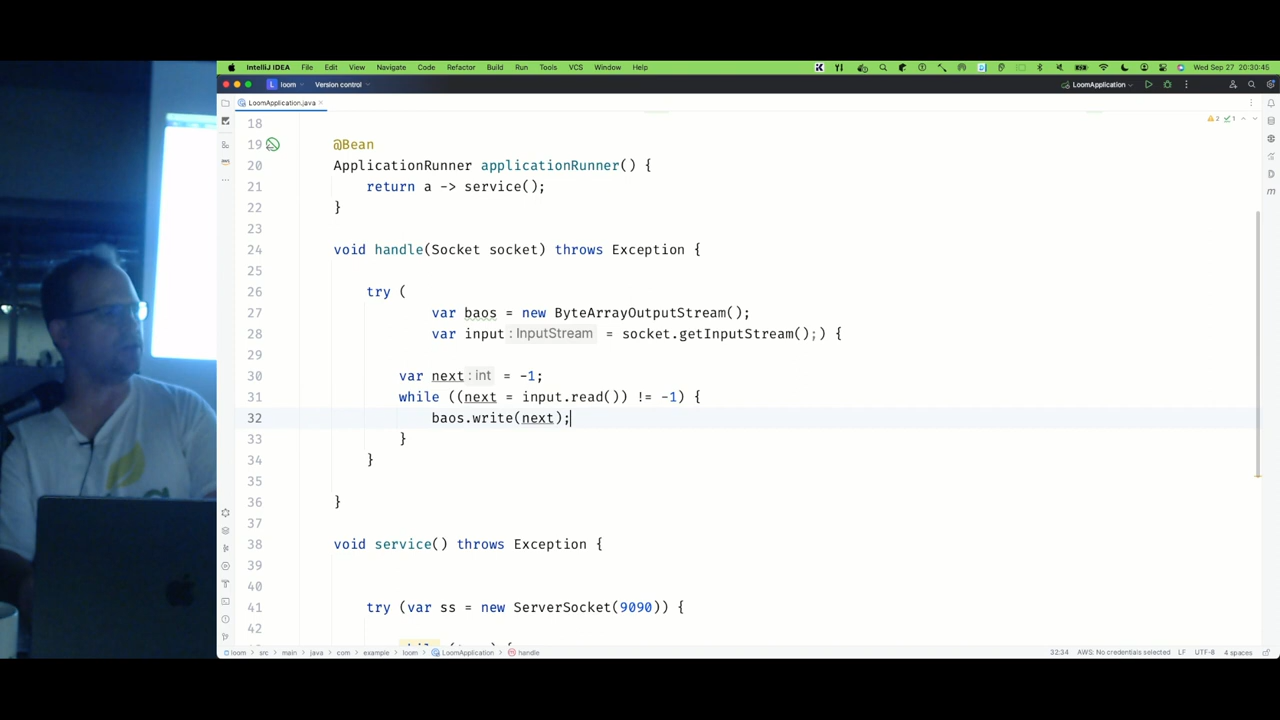 IntelliJ IDEA File Edit View Navigate Code Refactor Build Run Tools VCS Window Help Wed Sep 27 20:30:45
L loom Version control LoomApplication
LoomApplication.java
2 1
18
19 @Bean
20 ApplicationRunner applicationRunner() {
21 return a -> service();
22 }
23
24 void handle(Socket socket) throws Exception {
25
26 try (
27 var baos = new ByteArrayOutputStream();
28 var input : InputStream = socket.getInputStream();) {
29
30 var next : int = -1;
31 while ((next = input.read()) != -1) {
32 baos.write(next);
33 }
34 }
35
36 }
37
38 void service() throws Exception {
39
40
41 try (var ss = new ServerSocket(9090)) {
42
loom > src > main > java > com > example > loom > LoomApplication > handle 32:34 AWS: No credentials selected LF UTF-8 4 spaces